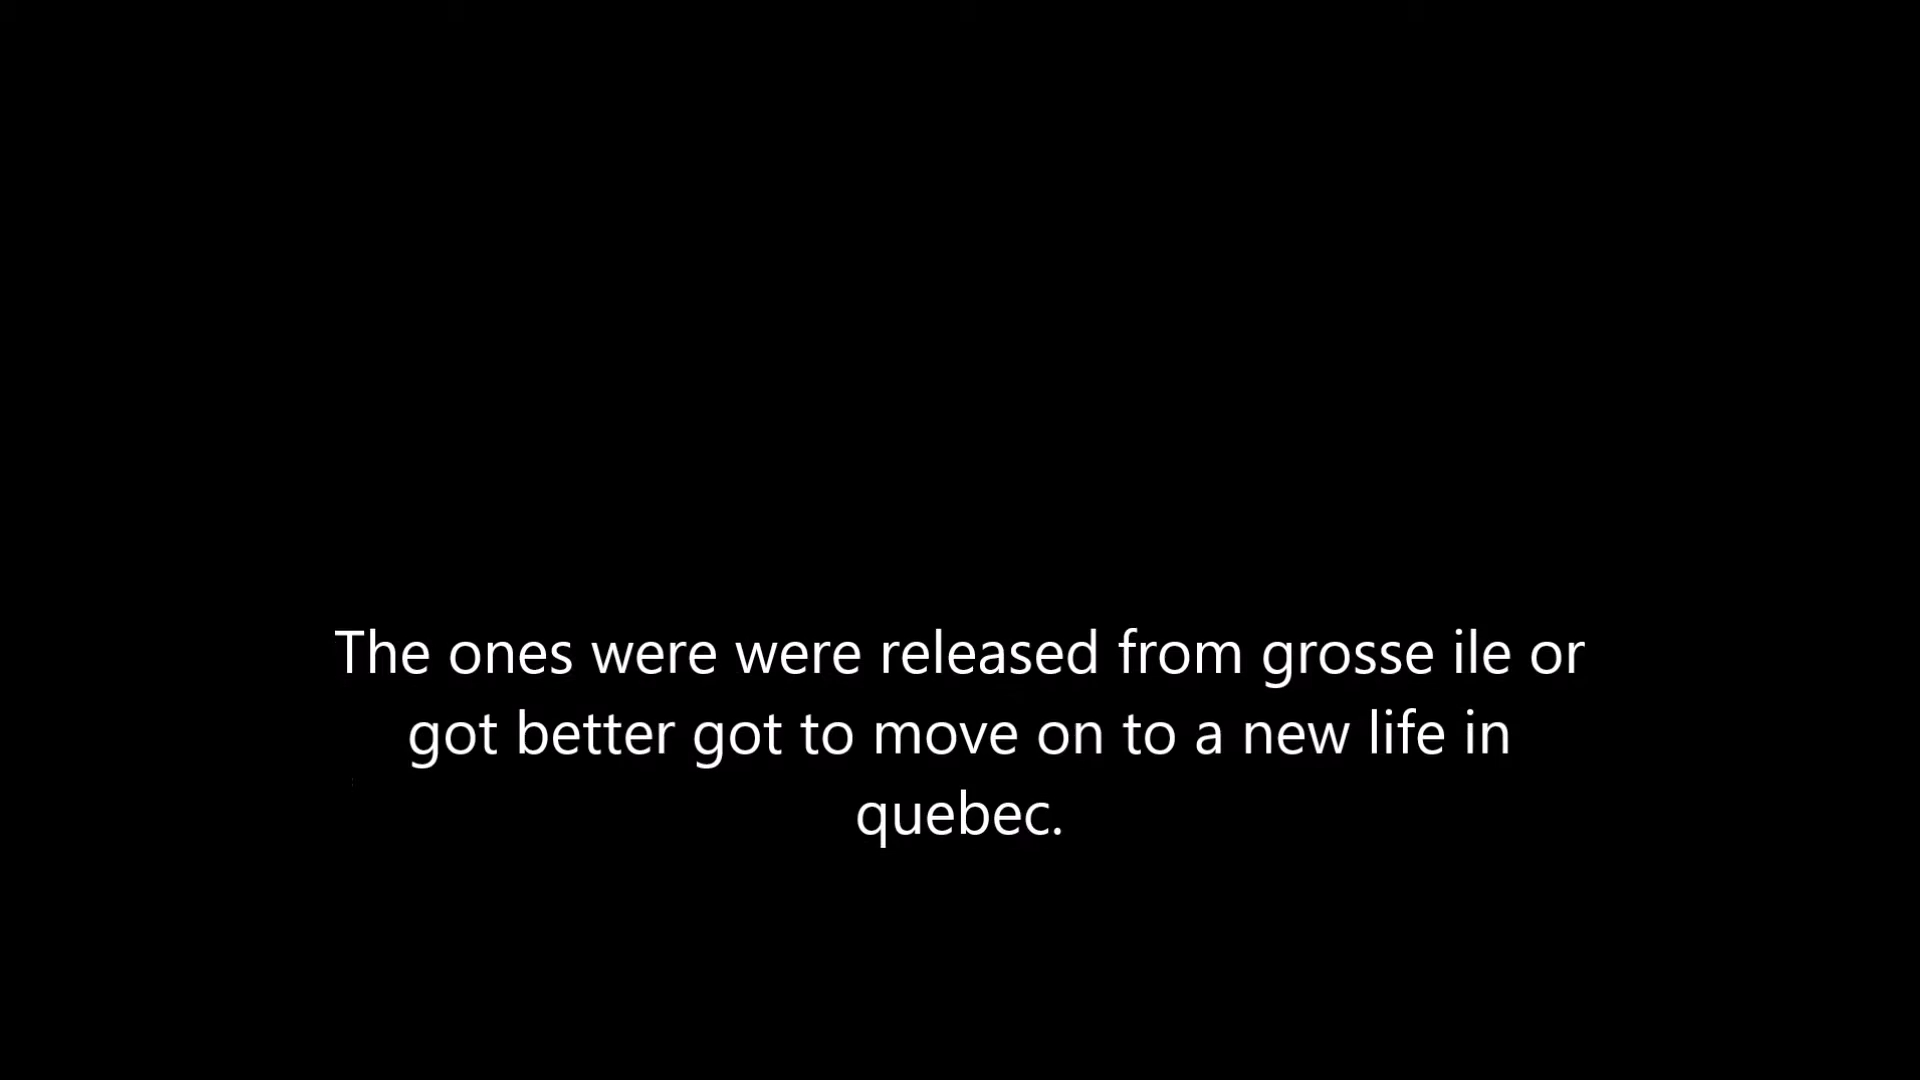 The ones were were released from grosse ile or
got better got to move on to a new life in
quebec.